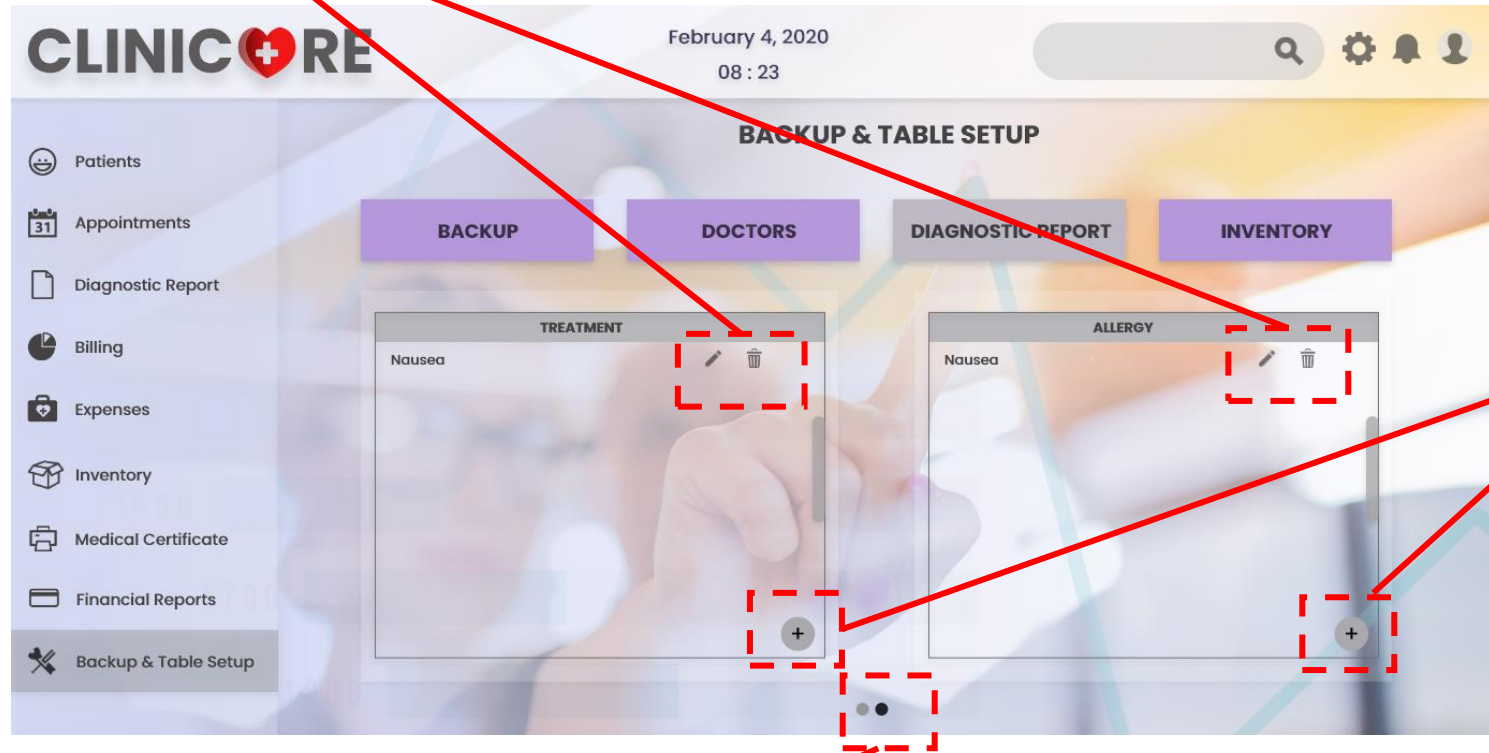 CLINICORE
February 4, 2020
08 : 23
BACKUP & TABLE SETUP
Patients
Appointments
31
Diagnostic Report
Billing
Expenses
Inventory
Medical Certificate
Financial Reports
Backup & Table Setup
BACKUP
DOCTORS
DIAGNOSTIC REPORT
INVENTORY
TREATMENT
Nausea
+
ALLERGY
Nausea
+